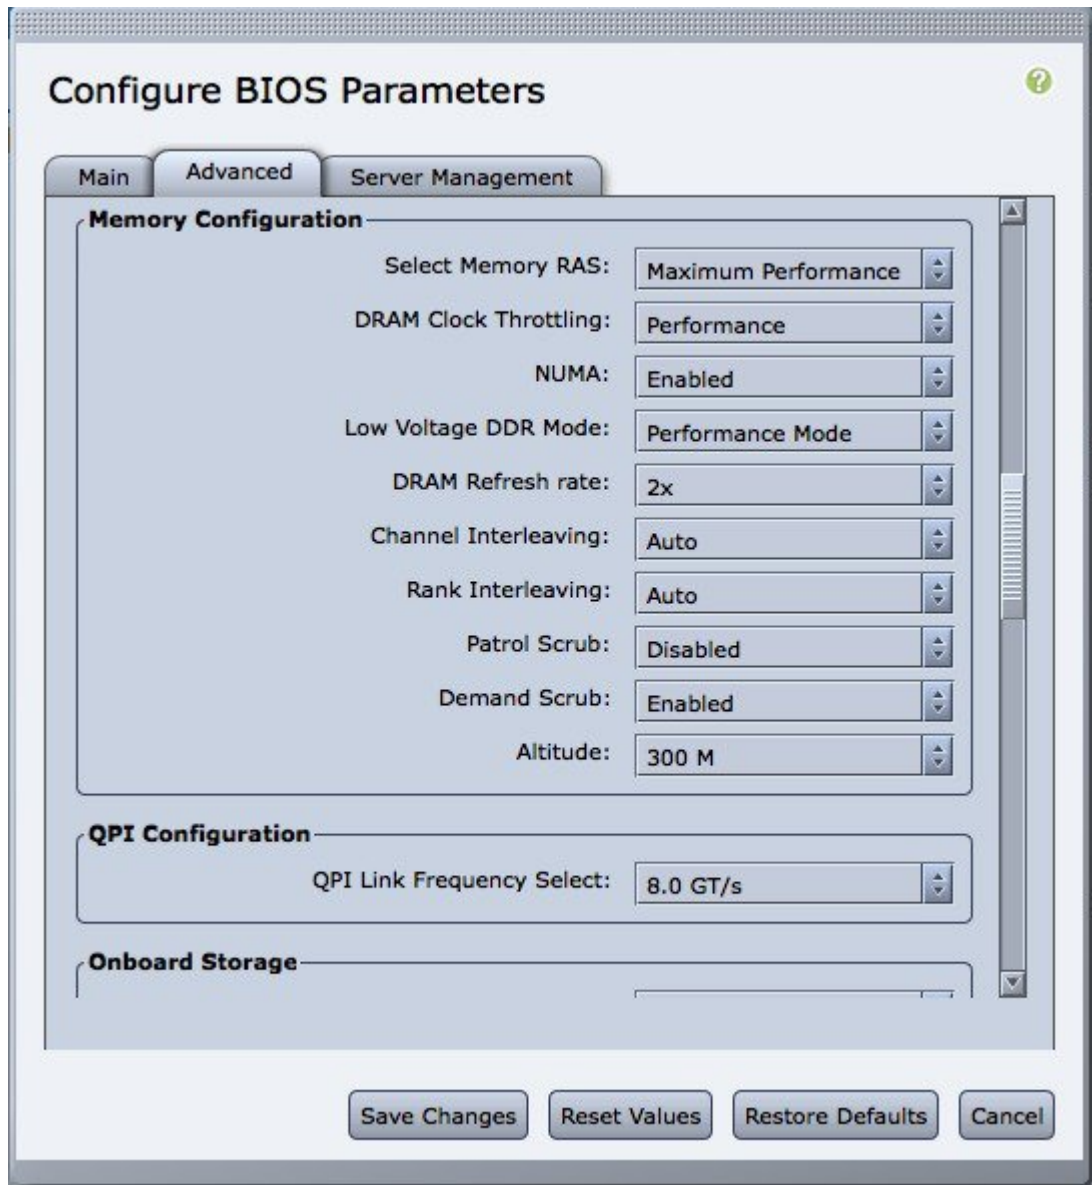 Configure BIOS Parameters
?
Main Advanced Server Management
Memory Configuration
Select Memory RAS: Maximum Performance
DRAM Clock Throttling: Performance
NUMA: Enabled
Low Voltage DDR Mode: Performance Mode
DRAM Refresh rate: 2x
Channel Interleaving: Auto
Rank Interleaving: Auto
Patrol Scrub: Disabled
Demand Scrub: Enabled
Altitude: 300 M
QPI Configuration
QPI Link Frequency Select: 8.0 GT/s
Onboard Storage
Save Changes Reset Values Restore Defaults Cancel